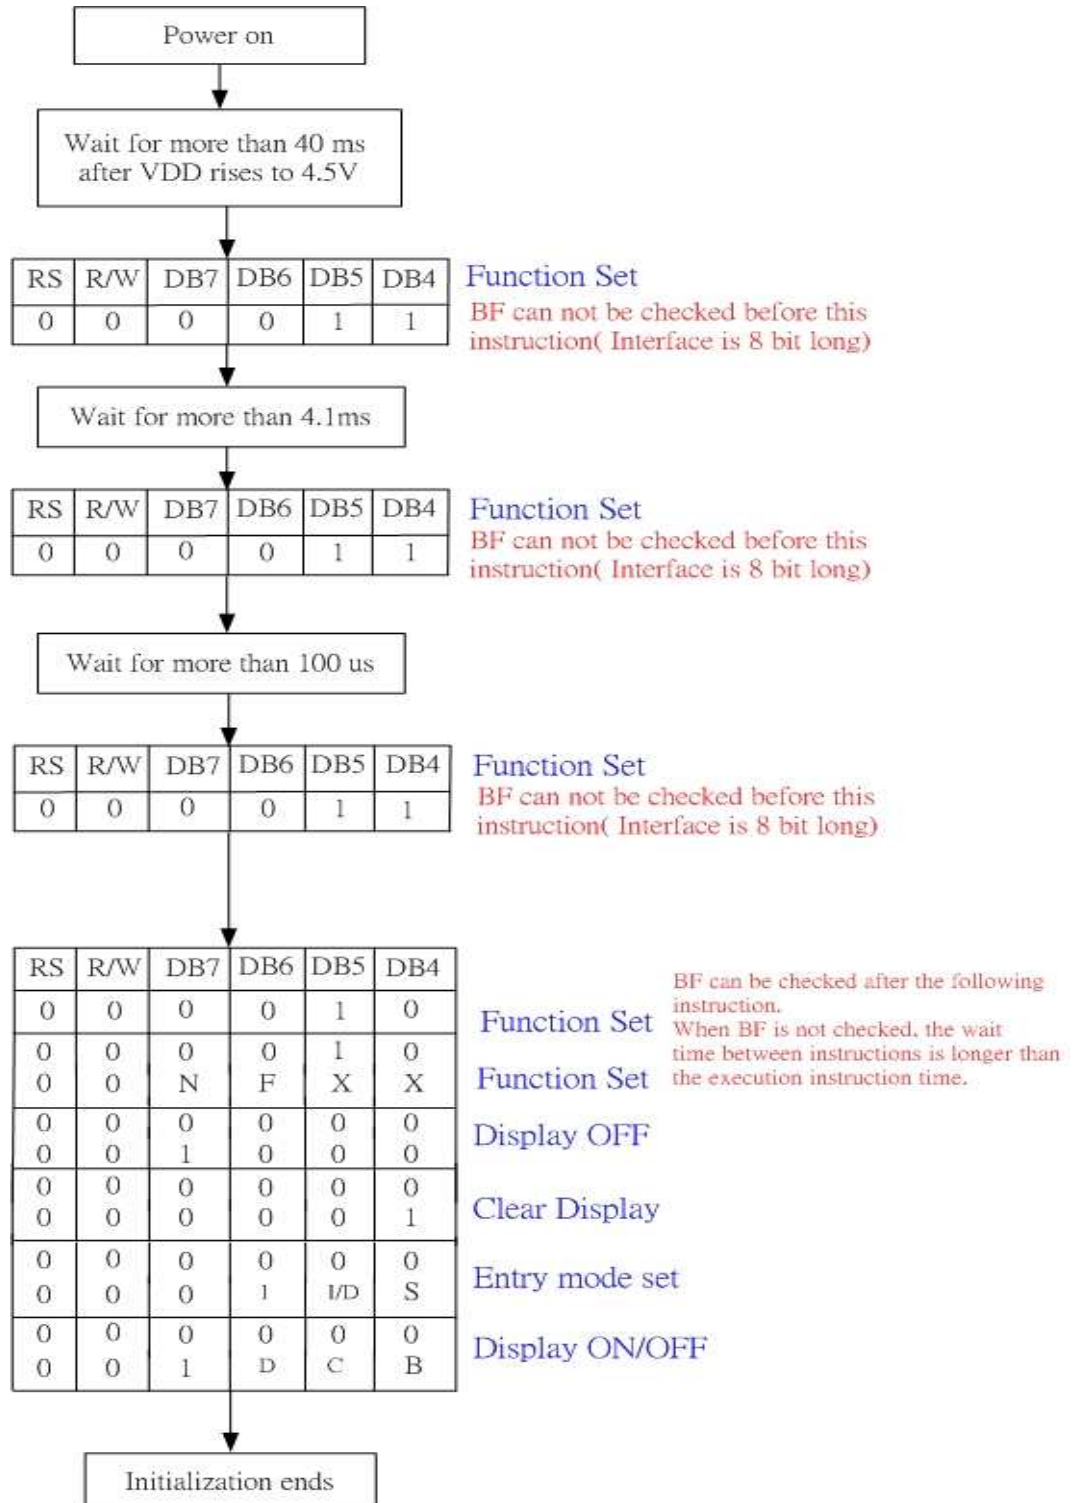 Power on
Wait for more than 40 ms
after VDD rises to 4.5V
RS R/W DB7 DB6 DB5 DB4
0 0 0 0 1 1
Function Set
BF can not be checked before this
instruction( Interface is 8 bit long)
Wait for more than 4.1ms
RS R/W DB7 DB6 DB5 DB4
0 0 0 0 1 1
Function Set
BF can not be checked before this
instruction( Interface is 8 bit long)
Wait for more than 100 us
RS R/W DB7 DB6 DB5 DB4
0 0 0 0 1 1
Function Set
BF can not be checked before this
instruction( Interface is 8 bit long)
RS R/W DB7 DB6 DB5 DB4
0 0 0 0 1 0
Function Set
BF can be checked after the following
instruction.
When BF is not checked, the wait
time between instructions is longer than
the execution instruction time.
0 0 0 0 1 0
0 0 N F X X
Function Set
0 0 0 0 0 0
0 0 1 0 0 0
Display OFF
0 0 0 0 0 0
0 0 0 0 0 1
Clear Display
0 0 0 0 0 0
0 0 0 1 I/D S
Entry mode set
0 0 0 0 0 0
0 0 1 D C B
Display ON/OFF
Initialization ends